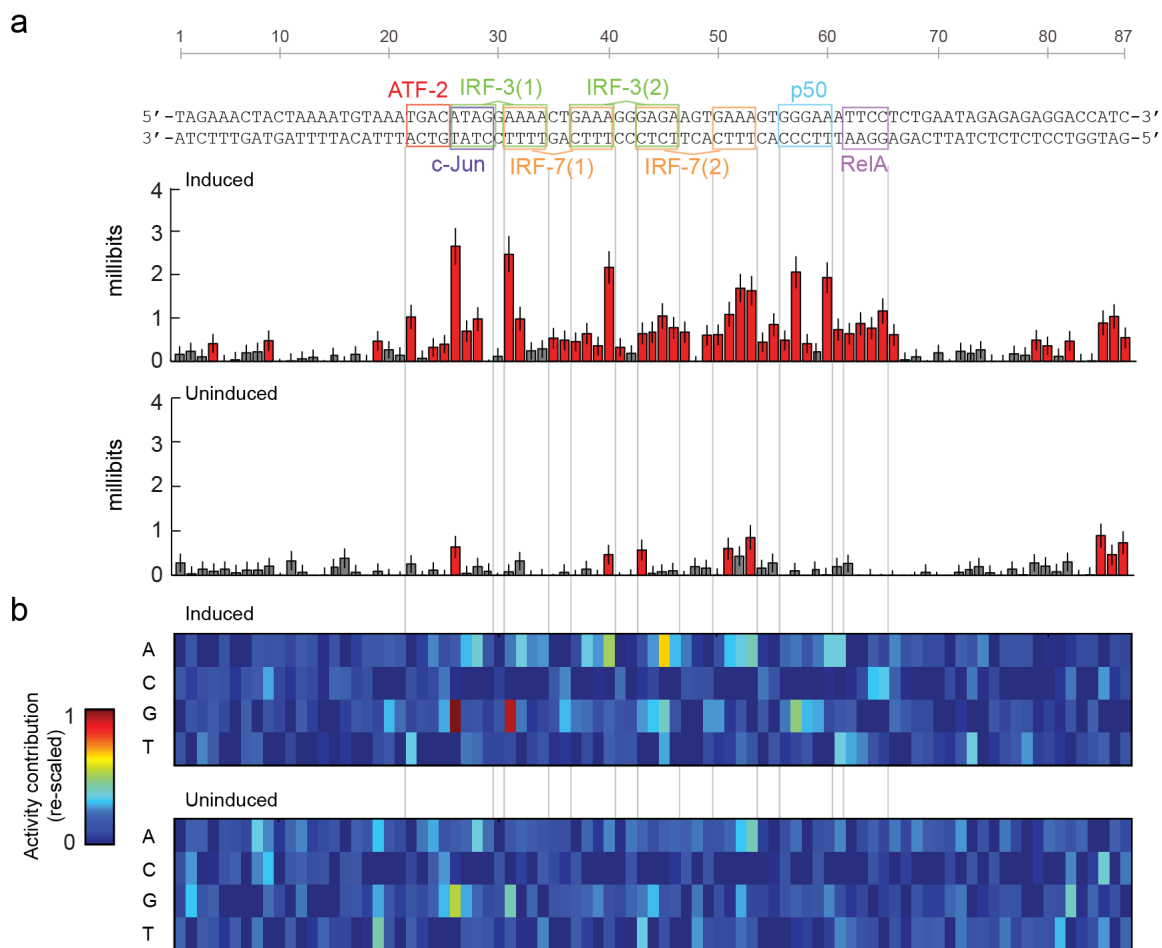 a
1 10 20 30 40 50 60 70 80 87
ATF-2 IRF-3(1) IRF-3(2) p50
5’-TAGAAACTACTAAAATGTAAATGACATAGGAAAACTGAAAGGGAGAAGTGAAAGTGGGAAATTCCTCTGAATAGAGAGAGGACCATC-3’
3’-ATCTTTGATGATTTTACATTTACTGTATCCTTTTGACTTTCCCTCTTCACTTTCACCCTTTAAGGAGACTTATCTCTCTCCTGGTAG-5’
c-Jun IRF-7(1) IRF-7(2) RelA
Induced
4
3
2
1
0
millibits
Uninduced
4
3
2
1
0
millibits
b
Induced
A
C
G
T
Activity contribution
(re-scaled)
1
0
Uninduced
A
C
G
T